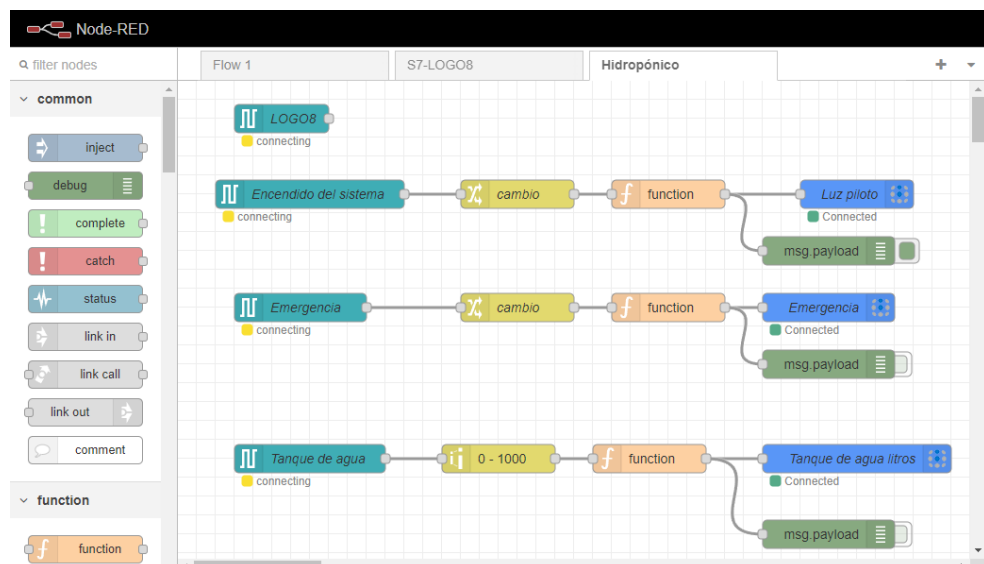 Node-RED
filter nodes
Flow 1
S7-LOGO8
Hidropónico
common
inject
debug
complete
catch
status
link in
link call
link out
comment
function
function
LOGO8
connecting
Encendido del sistema
connecting
cambio
function
Luz piloto
Connected
msg.payload
Emergencia
connecting
cambio
function
Emergencia
Connected
msg.payload
Tanque de agua
connecting
0 - 1000
function
Tanque de agua litros
Connected
msg.payload